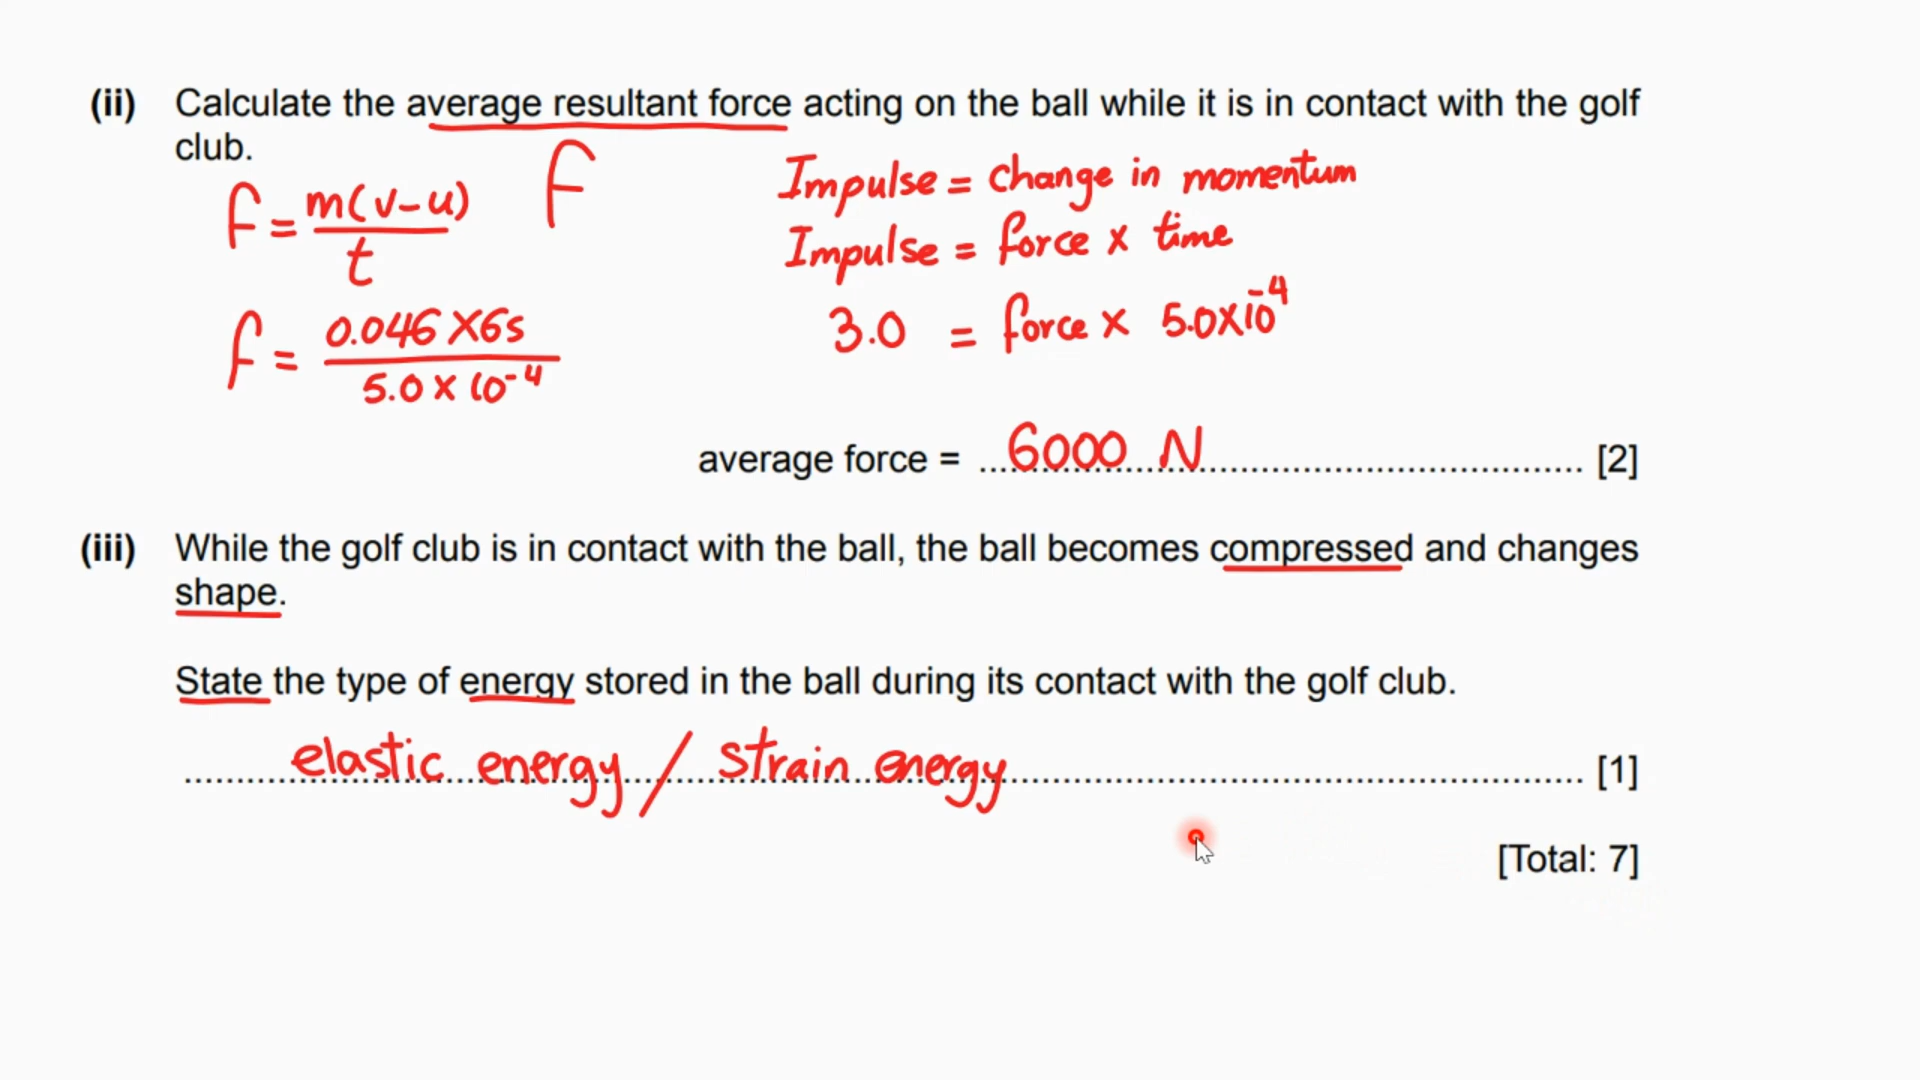 (ii) Calculate the average resultant force acting on the ball while it is in contact with the golf
club.
F = m(v-u) / t
F
Impulse = change in momentum
Impulse = force x time
F = 0.046 X 65 / 5.0 x 10⁻⁴
3.0 = force x 5.0X10⁻⁴
average force = 6000 N [2]
(iii) While the golf club is in contact with the ball, the ball becomes compressed and changes
shape.
State the type of energy stored in the ball during its contact with the golf club.
elastic energy / strain energy [1]
[Total: 7]